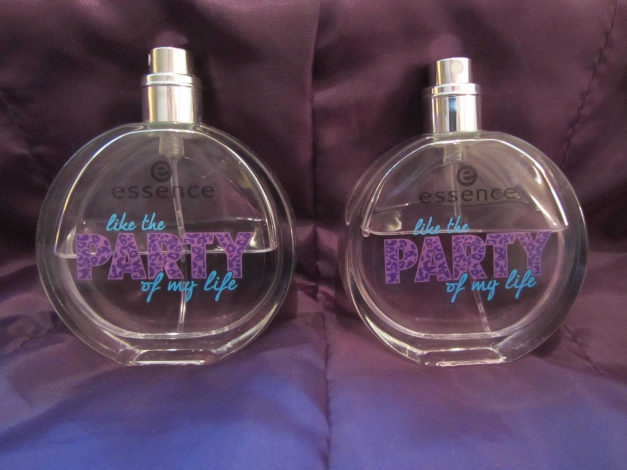 e
essence
like the
PARTY
of my life
e
essence
like the
PARTY
of my life